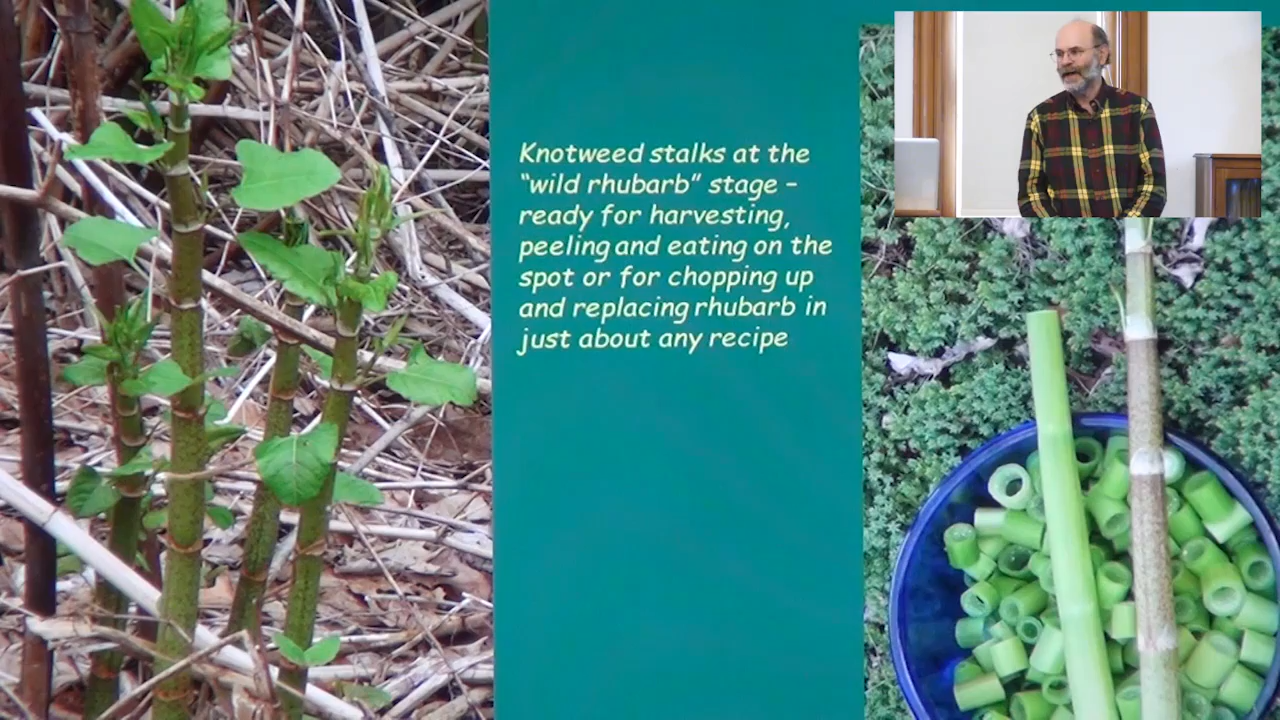 Knotweed stalks at the
“wild rhubarb” stage –
ready for harvesting,
peeling and eating on the
spot or for chopping up
and replacing rhubarb in
just about any recipe